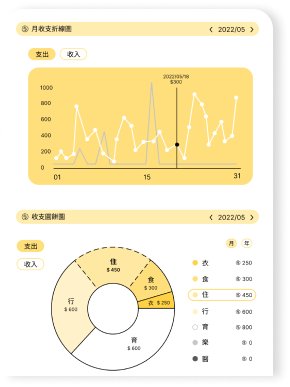 月收支折線圖
2022/05
支出 收入
2022/05/18
$300
1000
800
600
400
200
0
01 15 31
收支圓餅圖
2022/05
支出
收入
月 年
住
$ 450
食
$ 300
衣 $ 250
行
$ 600
育
$ 600
衣 $ 250
食 $ 300
住 $ 450
行 $ 600
育 $ 800
樂 $ 0
醫 $ 0